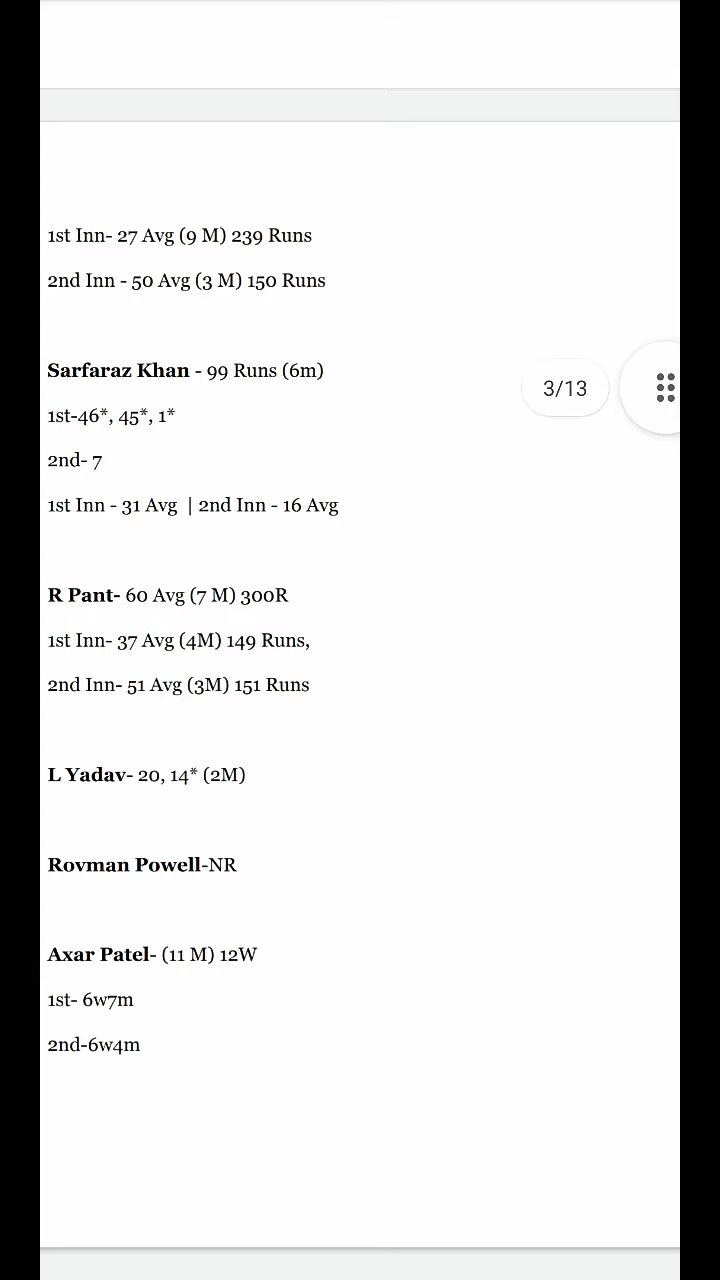 1st Inn- 27 Avg (9 M) 239 Runs
2nd Inn - 50 Avg (3 M) 150 Runs
Sarfaraz Khan - 99 Runs (6m)
3/13
1st-46*, 45*, 1*
2nd- 7
1st Inn - 31 Avg | 2nd Inn - 16 Avg
R Pant- 60 Avg (7 M) 300R
1st Inn- 37 Avg (4M) 149 Runs,
2nd Inn- 51 Avg (3M) 151 Runs
L Yadav- 20, 14* (2M)
Rovman Powell-NR
Axar Patel- (11 M) 12W
1st- 6w7m
2nd-6w4m